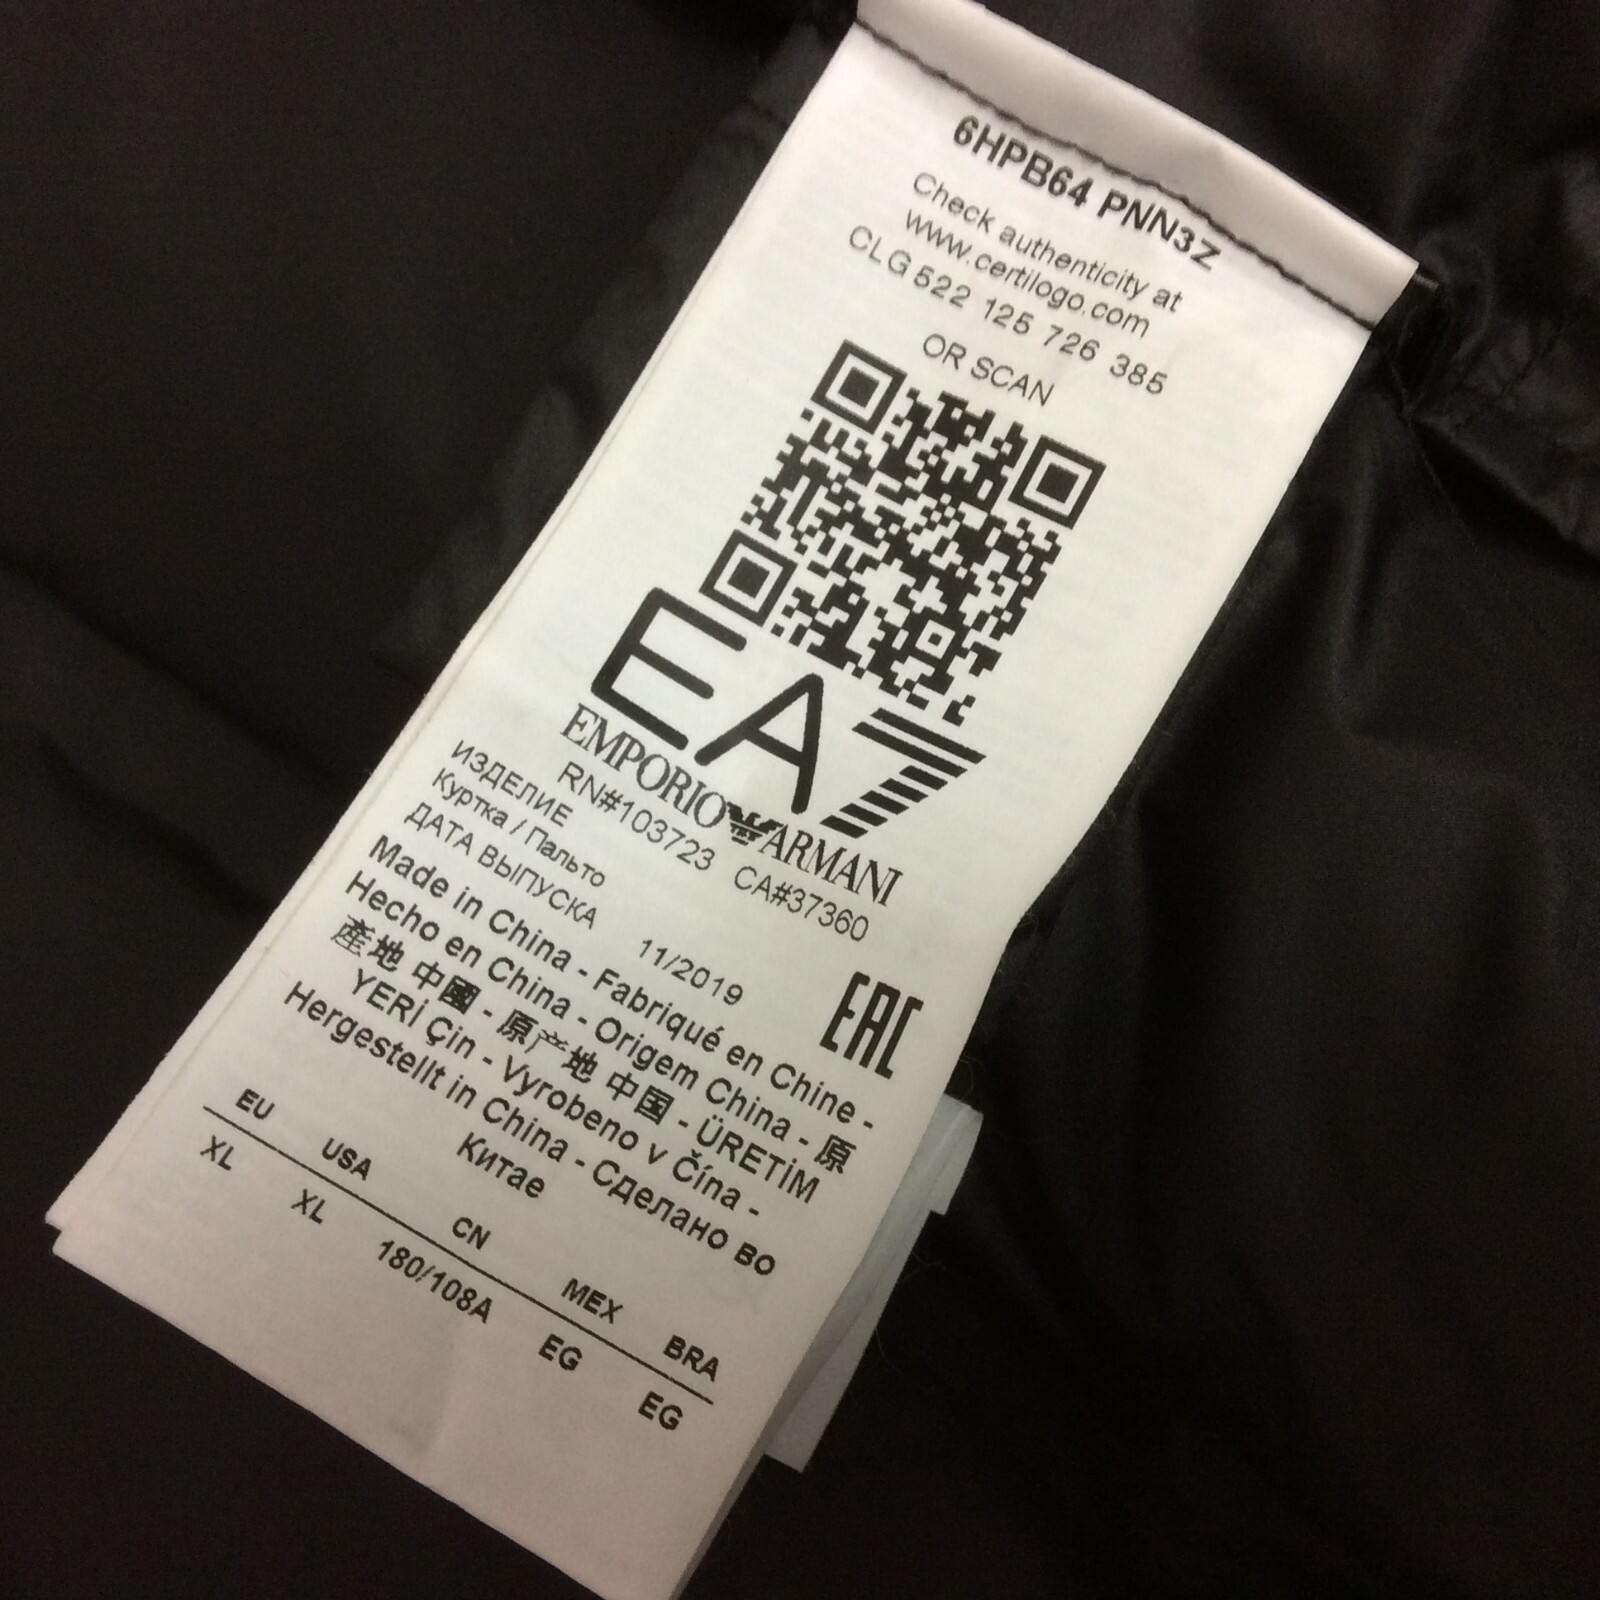 6HPB64 PNN3Z
Check authenticity at
www.certilogo.com
CLG 522 125 726 385
OR SCAN
EA7
EMPORIO ARMANI
RN#103723 CA#37360
ИЗДЕЛИЕ
Куртка / Пальто
ДАТА ВЫПУСКА 11/2019
EAC
Made in China - Fabriqué en Chine -
Hecho en China - Origem China - 原
產地 中國 - 原产地 中国 - ÜRETİM
YERİ Çin - Vyrobeno v Čína -
Hergestellt in China - Сделано во
Китае
EU USA CN MEX BRA
XL XL 180/108A EG EG